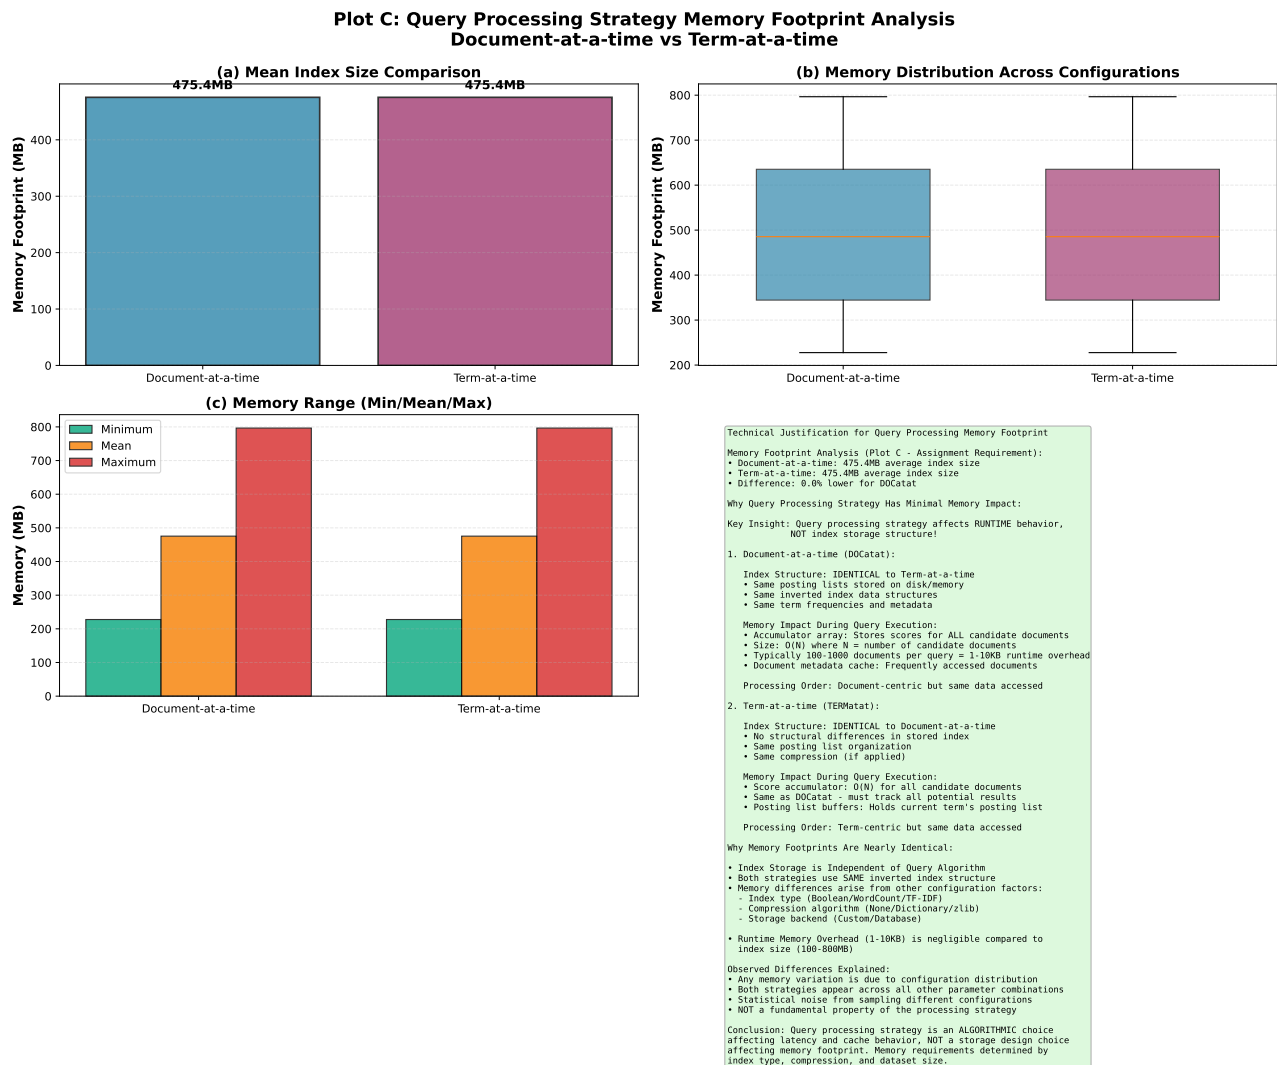 Plot C: Query Processing Strategy Memory Footprint Analysis
Document-at-a-time vs Term-at-a-time
(a) Mean Index Size Comparison
475.4MB
475.4MB
Memory Footprint (MB)
400
300
200
100
0
Document-at-a-time
Term-at-a-time
(b) Memory Distribution Across Configurations
Memory Footprint (MB)
800
700
600
500
400
300
200
Document-at-a-time
Term-at-a-time
(c) Memory Range (Min/Mean/Max)
Minimum
Mean
Maximum
Memory (MB)
800
700
600
500
400
300
200
100
0
Document-at-a-time
Term-at-a-time
Technical Justification for Query Processing Memory Footprint
Memory Footprint Analysis (Plot C - Assignment Requirement):
• Document-at-a-time: 475.4MB average index size
• Term-at-a-time: 475.4MB average index size
• Difference: 0.0% lower for DOCatat
Why Query Processing Strategy Has Minimal Memory Impact:
Key Insight: Query processing strategy affects RUNTIME behavior,
NOT index storage structure!
1. Document-at-a-time (DOCatat):
Index Structure: IDENTICAL to Term-at-a-time
• Same posting lists stored on disk/memory
• Same inverted index data structures
• Same term frequencies and metadata
Memory Impact During Query Execution:
• Accumulator array: Stores scores for ALL candidate documents
• Size: O(N) where N = number of candidate documents
• Typically 100-1000 documents per query = 1-10KB runtime overhead
• Document metadata cache: Frequently accessed documents
Processing Order: Document-centric but same data accessed
2. Term-at-a-time (TERMatat):
Index Structure: IDENTICAL to Document-at-a-time
• No structural differences in stored index
• Same posting list organization
• Same compression (if applied)
Memory Impact During Query Execution:
• Score accumulator: O(N) for all candidate documents
• Same as DOCatat - must track all potential results
• Posting list buffers: Holds current term's posting list
Processing Order: Term-centric but same data accessed
Why Memory Footprints Are Nearly Identical:
• Index Storage is Independent of Query Algorithm
• Both strategies use SAME inverted index structure
• Memory differences arise from other configuration factors:
- Index type (Boolean/WordCount/TF-IDF)
- Compression algorithm (None/Dictionary/zlib)
- Storage backend (Custom/Database)
• Runtime Memory Overhead (1-10KB) is negligible compared to
index size (100-800MB)
Observed Differences Explained:
• Any memory variation is due to configuration distribution
• Both strategies appear across all other parameter combinations
• Statistical noise from sampling different configurations
• NOT a fundamental property of the processing strategy
Conclusion: Query processing strategy is an ALGORITHMIC choice
affecting latency and cache behavior, NOT a storage design choice
affecting memory footprint. Memory requirements determined by
index type, compression, and dataset size.